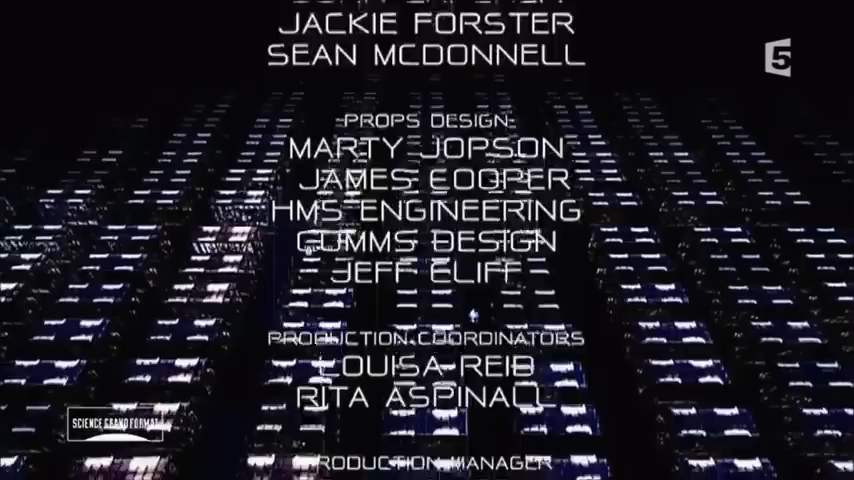 JACKIE FORSTER
SEAN MCDONNELL
5
PROPS DESIGN
MARTY JOPSON
JAMES COOPER
HMS ENGINEERING
CUMMS DESIGN
JEFF CLIFF
PRODUCTION COORDINATORS
LOUISA REID
RITA ASPINALL
SCIENCE GRAND FORMAT
PRODUCTION MANAGER